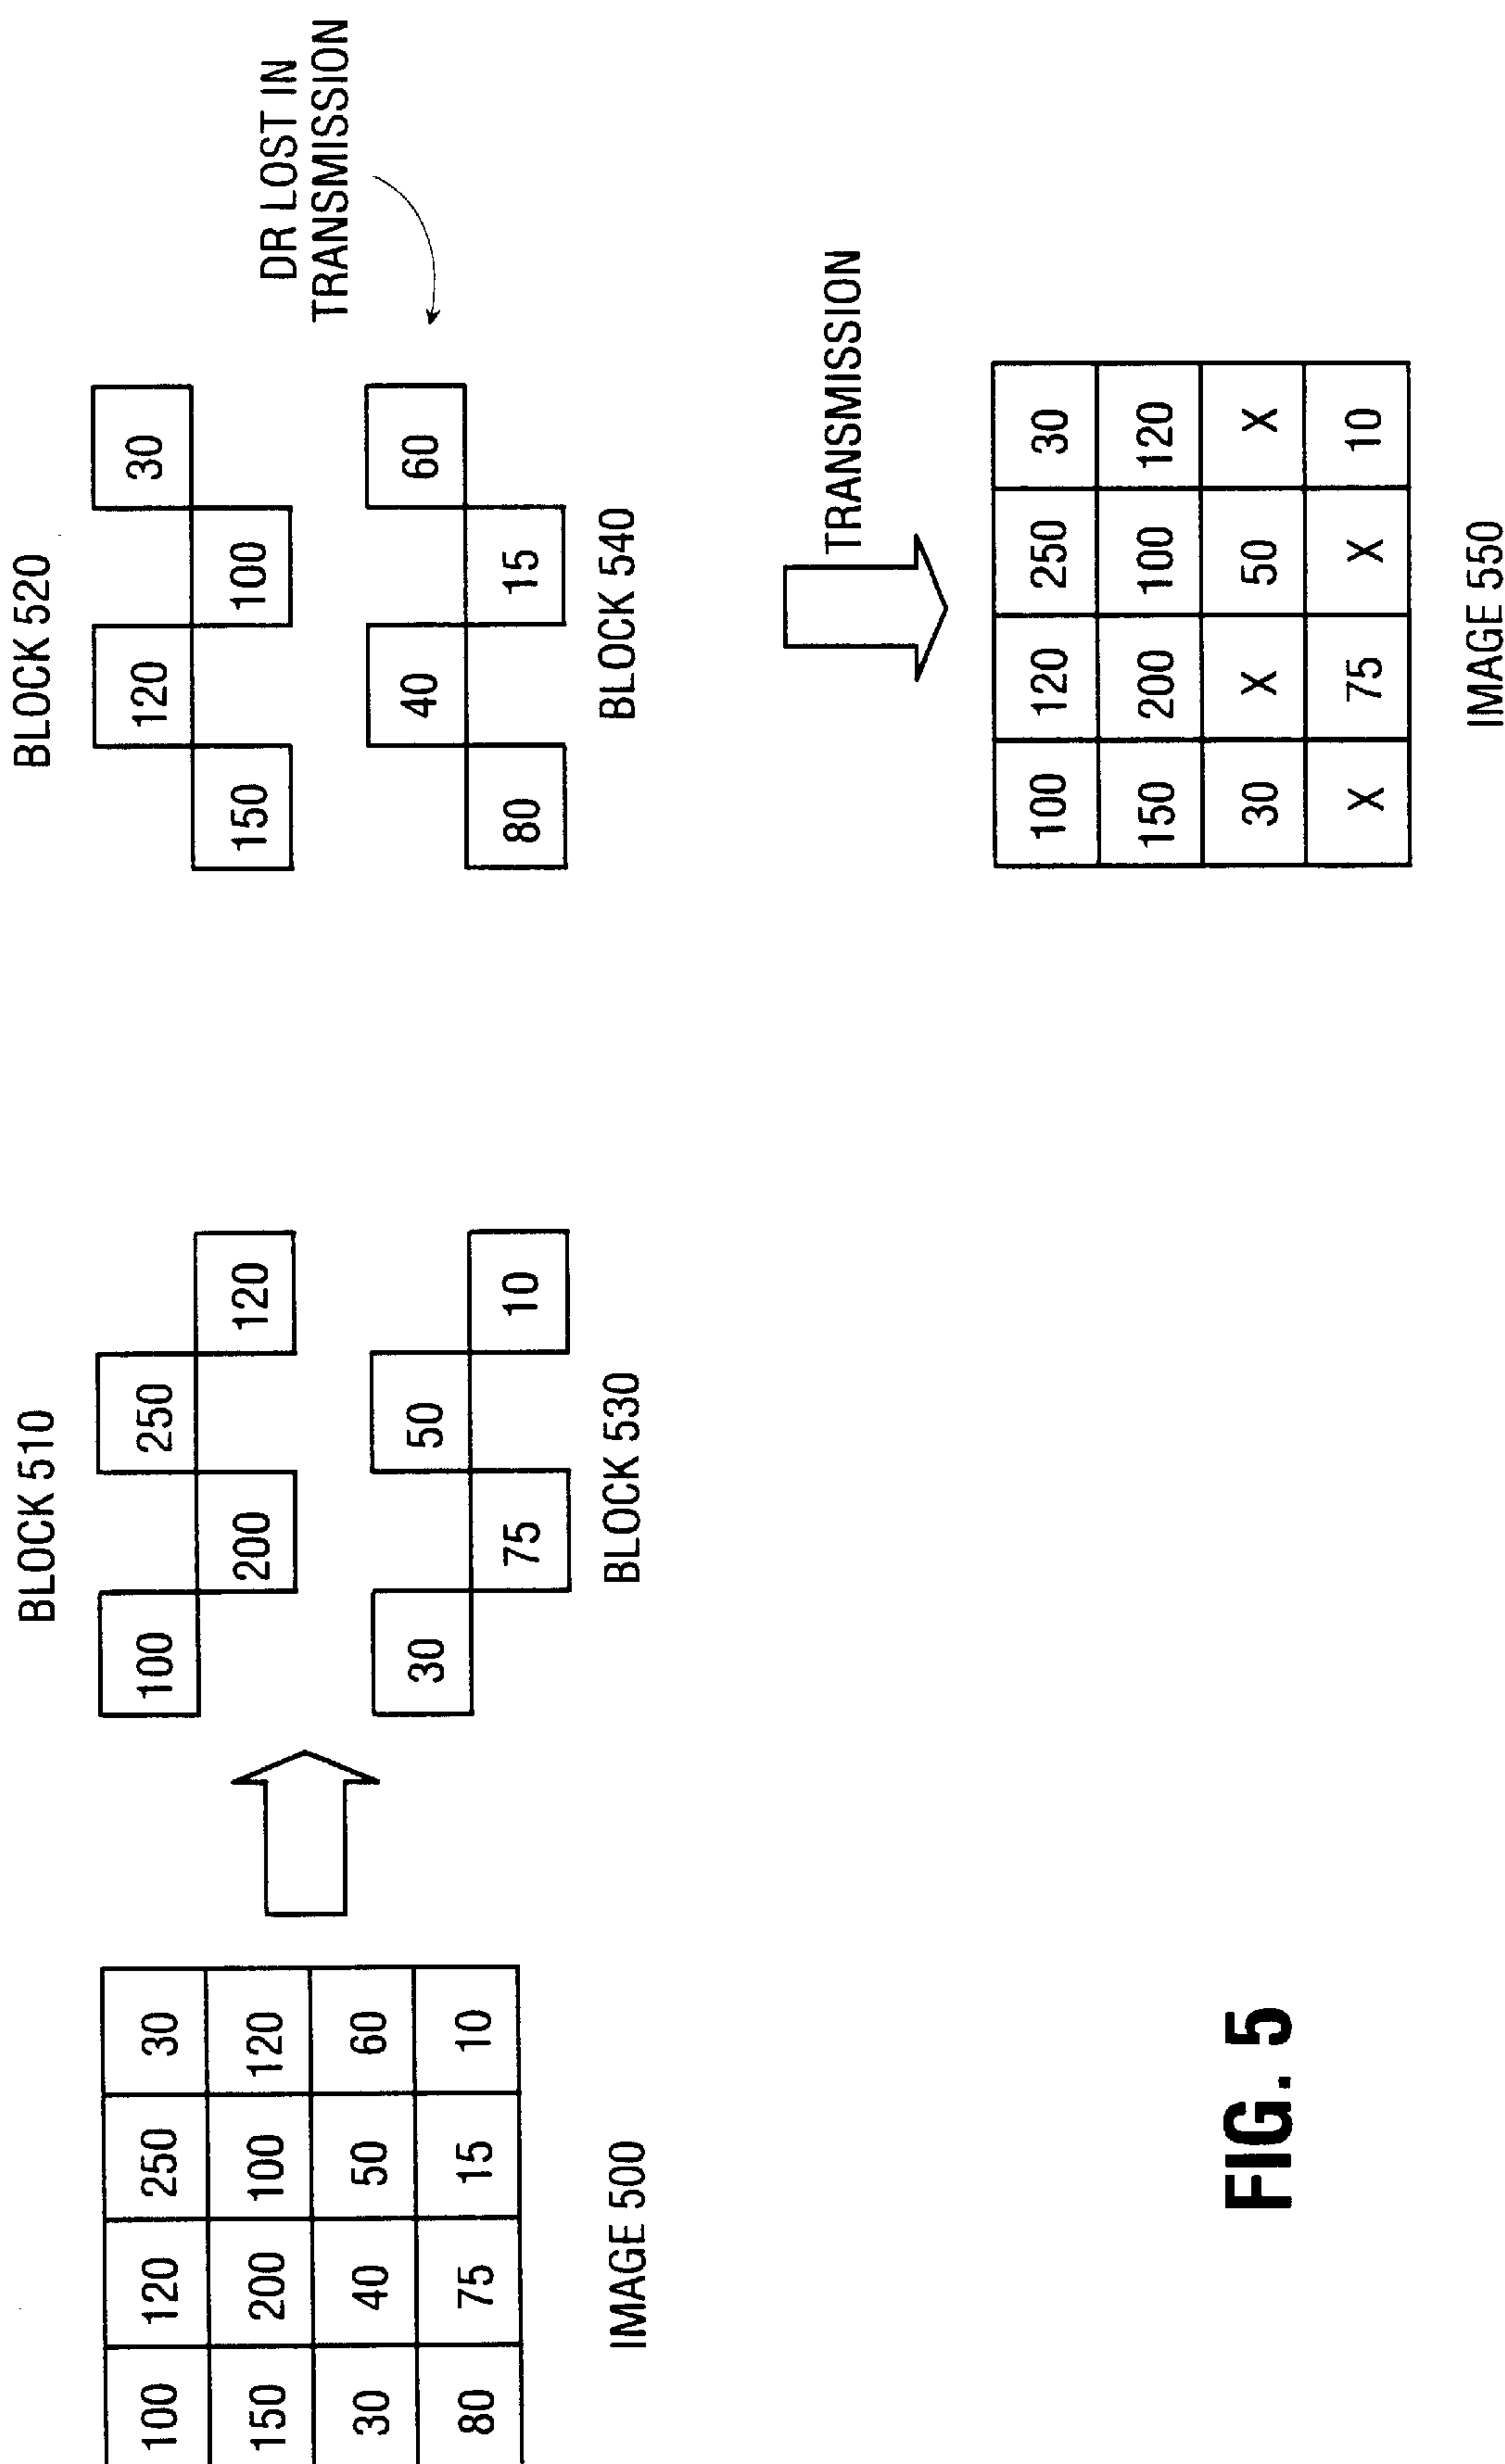 100 120 250 30
150 200 100 120
30 40 50 60
80 75 15 10
IMAGE 500
BLOCK 510
100 250
200 120
30 50
75 10
BLOCK 530
BLOCK 520
120 30
150 100
40 60
80 15
BLOCK 540
DR LOST IN
TRANSMISSION
TRANSMISSION
100 120 250 30
150 200 100 120
30 X 50 X
X 75 X 10
IMAGE 550
FIG. 5